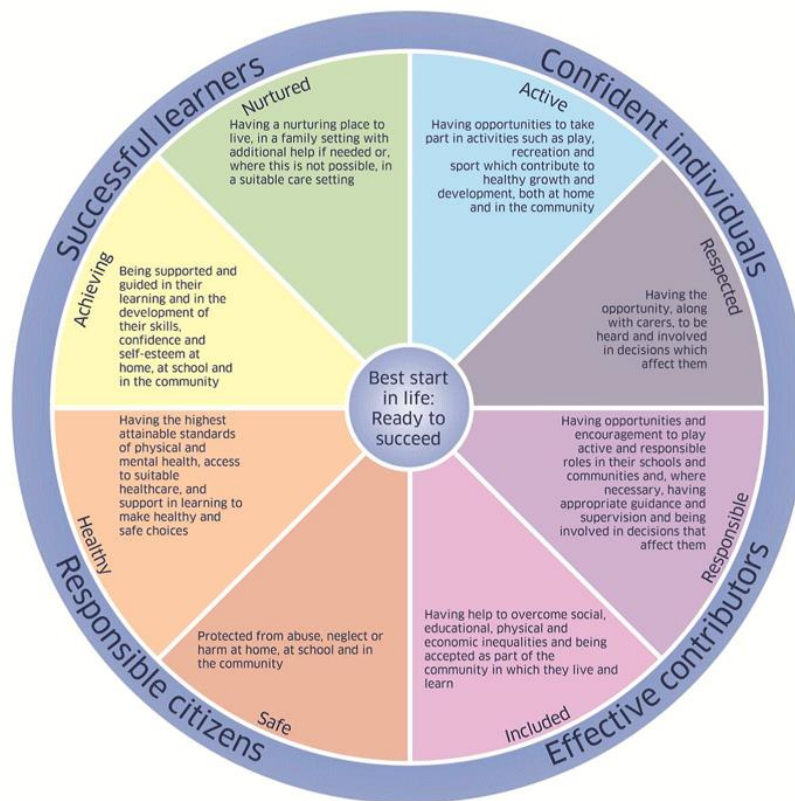 Successful learners
Confident individuals
Nurtured
Having a nurturing place to
live, in a family setting with
additional help if needed or,
where this is not possible, in
a suitable care setting
Active
Having opportunities to take
part in activities such as play,
recreation and
sport which contribute to
healthy growth and
development, both at home
and in the community
Respected
Having the
opportunity, along
with carers, to be
heard and involved
in decisions which
affect them
Responsible
Having opportunities and
encouragement to play
active and responsible
roles in their schools and
communities and, where
necessary, having
appropriate guidance and
supervision and being
involved in decisions that
affect them
Included
Having help to overcome social,
educational, physical and
economic inequalities and being
accepted as part of the
community in which they live and
learn
Safe
Protected from abuse, neglect or
harm at home, at school and in
the community
Healthy
Having the highest
attainable standards
of physical and
mental health, access
to suitable
healthcare, and
support in learning to
make healthy and
safe choices
Achieving
Being supported and
guided in their
learning and in the
development of
their skills,
confidence and
self-esteem at
home, at school and
in the community
Best start
in life:
Ready to
succeed
Responsible citizens
Effective contributors